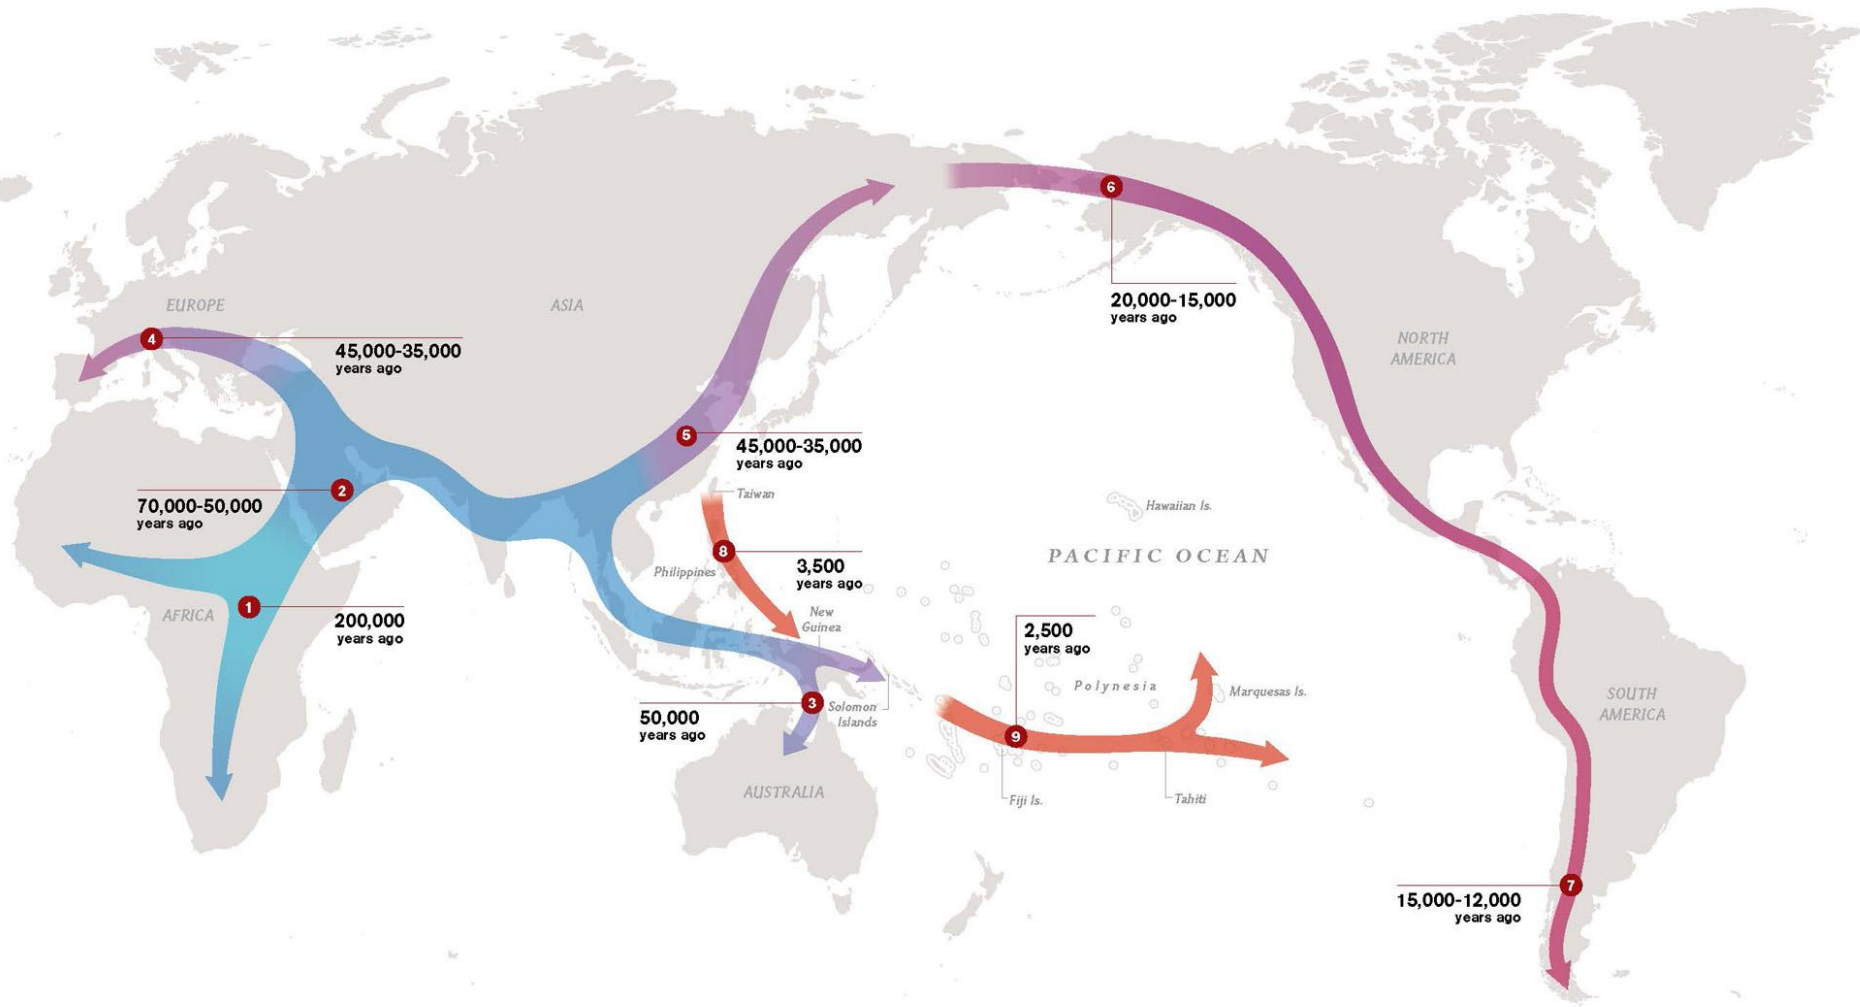 6
20,000-15,000
years ago
EUROPE
ASIA
4
45,000-35,000
years ago
NORTH
AMERICA
5
45,000-35,000
years ago
2
70,000-50,000
years ago
Taiwan
Hawaiian Is.
8
3,500
years ago
Philippines
PACIFIC OCEAN
1
200,000
years ago
AFRICA
New
Guinea
2,500
years ago
Polynesia
Marquesas Is.
3
50,000
years ago
Solomon
Islands
9
SOUTH
AMERICA
AUSTRALIA
Fiji Is.
Tahiti
7
15,000-12,000
years ago